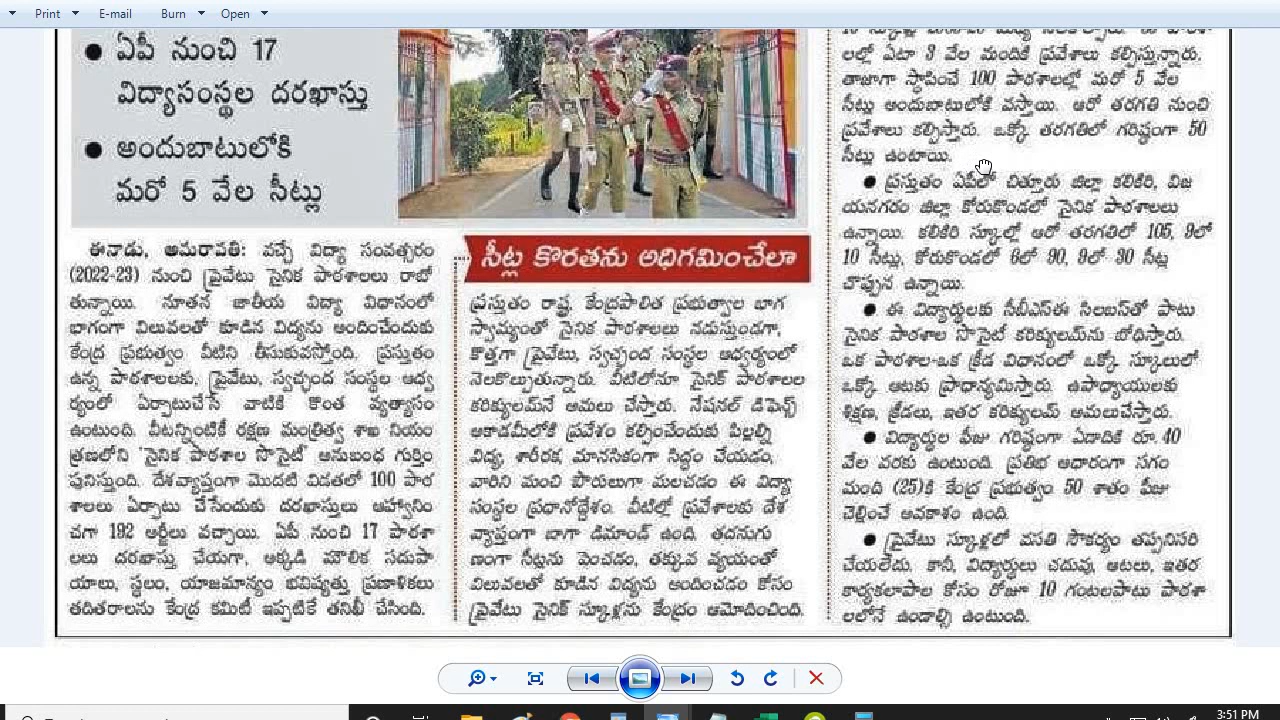 Print
E-mail
Burn
Open
● ఏపీ నుంచి 17
విద్యాసంస్థల దరఖాస్తు
● అందుబాటులోకి
మరో 5 వేల సీట్లు
ఈనాడు, అమరావతి: వచ్చే విద్యా సంవత్సరం
(2022-23) నుంచి ప్రైవేటు సైనిక పాఠశాలలు రాబో
తున్నాయి. నూతన జాతీయ విద్యా విధానంలో
భాగంగా విలువలతో కూడిన విద్యను అందించేందుకు
కేంద్ర ప్రభుత్వం వీటిని తీసుకువస్తోంది. ప్రస్తుతం
ఉన్న పాఠశాలలకు, ప్రైవేటు, స్వచ్ఛంద సంస్థల ఆధ్వ
ర్యంలో ఏర్పాటుచేసే వాటికి కొంత వ్యత్యాసం
ఉంటుంది. వీటన్నింటికీ రక్షణ మంత్రిత్వ శాఖ నియం
త్రణలోని 'సైనిక పాఠశాల సొసైటీ' అనుబంధ గుర్తిం
పునిస్తుంది. దేశవ్యాప్తంగా మొదటి విడతలో 100 పాఠ
శాలలు ఏర్పాటు చేసేందుకు దరఖాస్తులు ఆహ్వానిం
చగా 192 అర్జీలు వచ్చాయి. ఏపీ నుంచి 17 పాఠశా
లలు దరఖాస్తు చేయగా, అక్కడి మౌలిక సదుపా
యాలు, స్థలం, యాజమాన్యం భవిష్యత్తు ప్రణాళికలు
తదితరాలను కేంద్ర కమిటీ ఇప్పటికే తనిఖీ చేసింది.
సీట్ల కొరతను అధిగమించేలా
ప్రస్తుతం రాష్ట్ర, కేంద్రపాలిత ప్రభుత్వాల భాగ
స్వామ్యంతో సైనిక పాఠశాలలు నడుస్తుండగా,
కొత్తగా ప్రైవేటు, స్వచ్ఛంద సంస్థల ఆధ్వర్యంలో
నెలకొల్పుతున్నారు. వీటిలోనూ సైనిక్ పాఠశాలల
కరిక్యులమ్‌నే అమలు చేస్తారు. నేషనల్ డిఫెన్స్
అకాడమీలోకి ప్రవేశం కల్పించేందుకు పిల్లల్ని
విద్య, శారీరక, మానసికంగా సిద్ధం చేయడం,
వారిని మంచి పౌరులుగా మలచడం ఈ విద్యా
సంస్థల ప్రధానోద్దేశం. వీటిల్లో ప్రవేశాలకు దేశ
వ్యాప్తంగా బాగా డిమాండ్ ఉంది. తదనుగు
ణంగా సీట్లను పెంచడం, తక్కువ వ్యయంతో
విలువలతో కూడిన విద్యను అందించడం కోసం
ప్రైవేటు సైనిక్ స్కూళ్లను కేంద్రం ఆమోదించింది.
లల్లో ఏటా 3 వేల మందికి ప్రవేశాలు కల్పిస్తున్నారు.
తాజాగా స్థాపించే 100 పాఠశాలల్లో మరో 5 వేల
సీట్లు అందుబాటులోకి వస్తాయి. ఆరో తరగతి నుంచి
ప్రవేశాలు కల్పిస్తారు. ఒక్కో తరగతిలో గరిష్ఠంగా 50
సీట్లు ఉంటాయి.
● ప్రస్తుతం ఏపీలో చిత్తూరు జిల్లా కలికిరి, విజ
యనగరం జిల్లా కోరుకొండలో సైనిక పాఠశాలలు
ఉన్నాయి. కలికిరి స్కూల్లో ఆరో తరగతిలో 105, 9లో
10 సీట్లు, కోరుకొండలో 6లో 90, 9లో 30 సీట్ల
చొప్పున ఉన్నాయి.
● ఈ విద్యార్థులకు సీబీఎస్ఈ సిలబస్‌తో పాటు
సైనిక పాఠశాల సొసైటీ కరిక్యులమ్‌ను బోధిస్తారు.
ఒక పాఠశాల-ఒక క్రీడ విధానంలో ఒక్కో స్కూలులో
ఒక్కో ఆటకు ప్రాధాన్యమిస్తారు. ఉపాధ్యాయులకు
శిక్షణ, క్రీడలు, ఇతర కరిక్యులమ్ అమలుచేస్తారు.
● విద్యార్థుల ఫీజు గరిష్ఠంగా ఏడాదికి రూ.40
వేల వరకు ఉంటుంది. ప్రతిభ ఆధారంగా సగం
మంది (25)కి కేంద్ర ప్రభుత్వం 50 శాతం ఫీజు
చెల్లించే అవకాశం ఉంది.
● ప్రైవేటు స్కూళ్లలో వసతి సౌకర్యం తప్పనిసరి
చేయలేదు. కానీ, విద్యార్థులు చదువు, ఆటలు, ఇతర
కార్యకలాపాల కోసం రోజూ 10 గంటలపాటు పాఠశా
లలోనే ఉండాల్సి ఉంటుంది.
3:51 PM